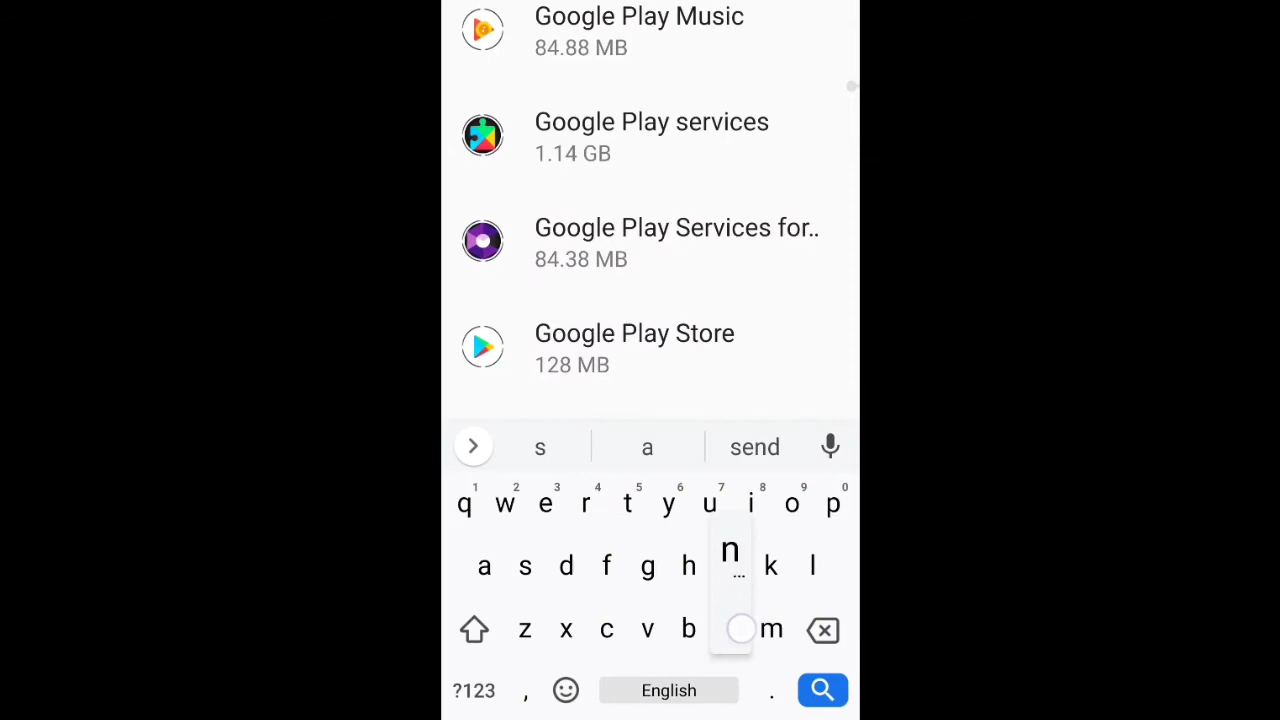 Google Play Music
84.88 MB
Google Play services
1.14 GB
Google Play Services for..
84.38 MB
Google Play Store
128 MB
s a send
1 2 3 4 5 6 7 8 9 0
q w e r t y u i o p
a s d f g h n... k l
z x c v b m
?123 , English .